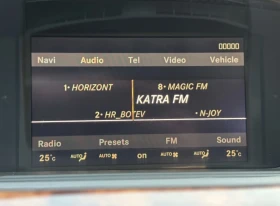 00000
Navi Audio Tel Video Vehicle
1• HORIZONT 8• MAGIC FM
KATRA FM
2• HR_BOTEV • N-JOY
Radio Presets FM Sound
25°C AUTO AUTO on AUTO AUTO 25°C